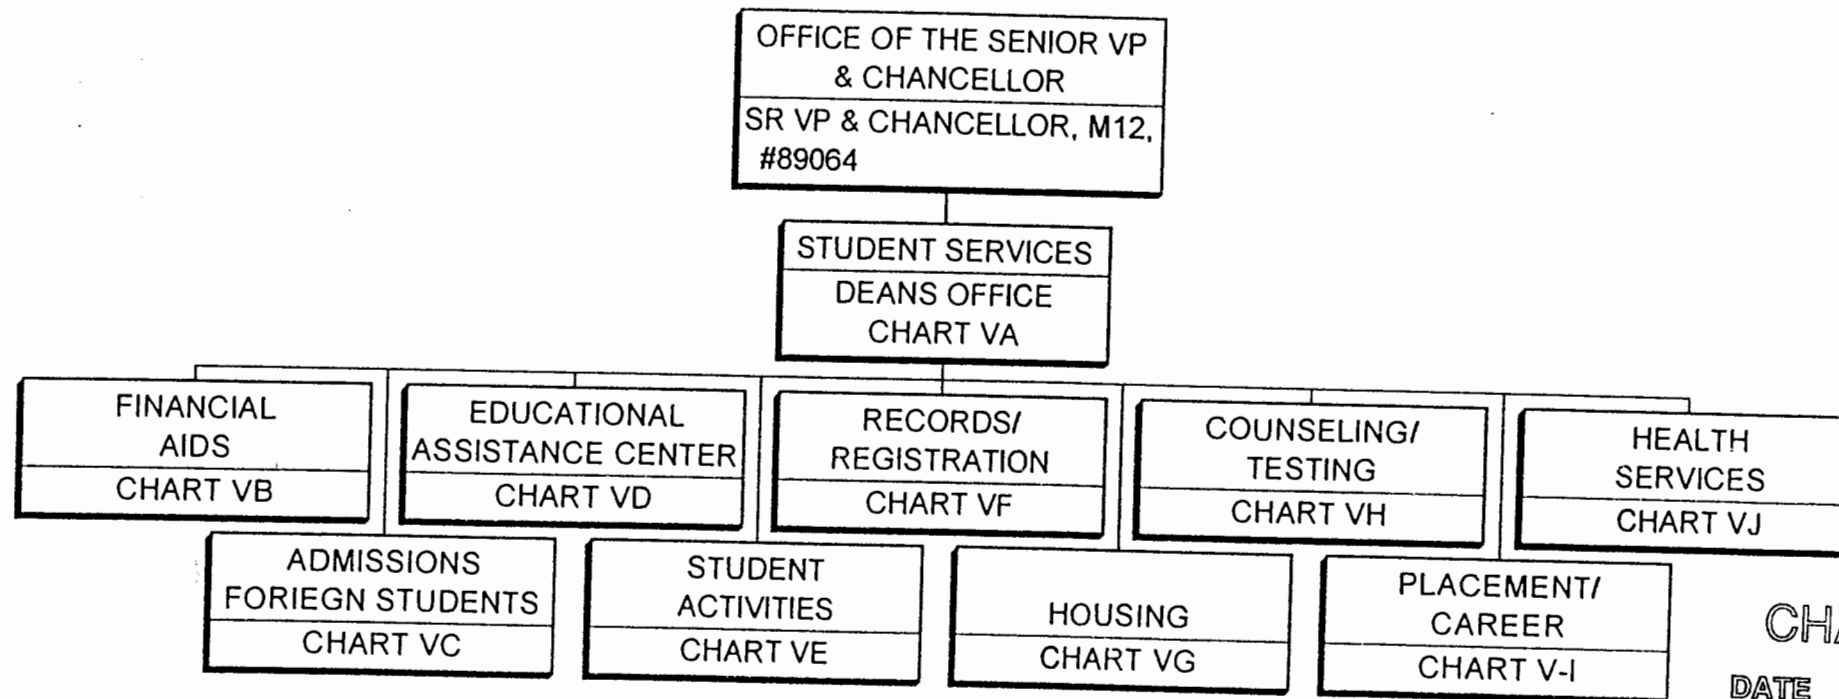 OFFICE OF THE SENIOR VP
& CHANCELLOR
SR VP & CHANCELLOR, M12,
#89064
STUDENT SERVICES
DEANS OFFICE
CHART VA
FINANCIAL
AIDS
CHART VB
EDUCATIONAL
ASSISTANCE CENTER
CHART VD
RECORDS/
REGISTRATION
CHART VF
COUNSELING/
TESTING
CHART VH
HEALTH
SERVICES
CHART VJ
ADMISSIONS
FORIEGN STUDENTS
CHART VC
STUDENT
ACTIVITIES
CHART VE
HOUSING
CHART VG
PLACEMENT/
CAREER
CHART V-I
DATE